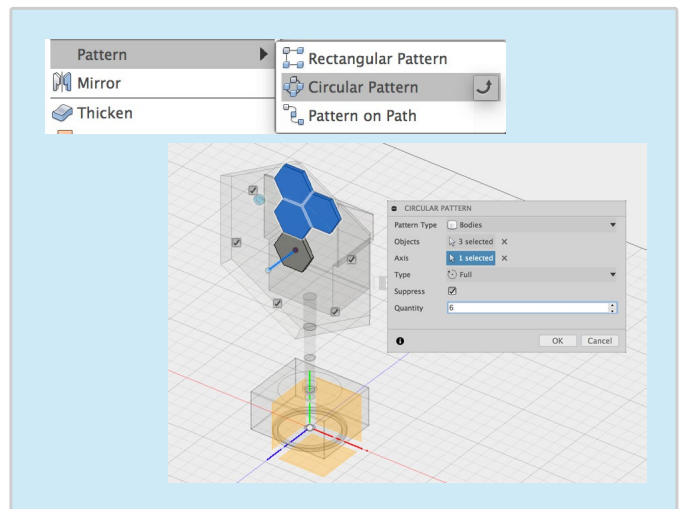 Pattern
Mirror
Thicken
Rectangular Pattern
Circular Pattern
Pattern on Path
CIRCULAR PATTERN
Pattern Type Bodies
Objects 3 selected
Axis 1 selected
Type Full
Suppress
Quantity 6
OK Cancel